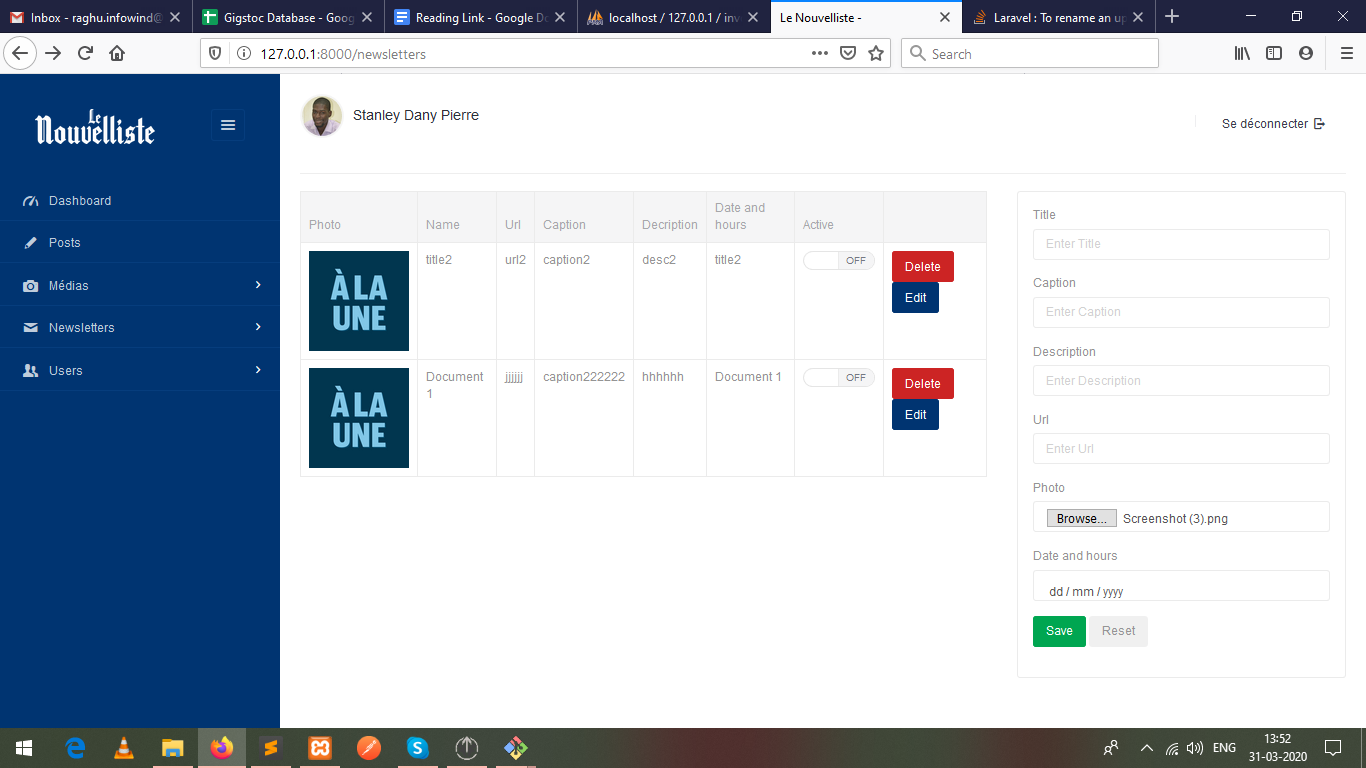 Inbox - raghu.infowind@
Gigstoc Database - Goog
Reading Link - Google Do
localhost / 127.0.0.1 / inv
Le Nouvelliste -
Laravel : To rename an up
127.0.0.1:8000/newsletters
Search
Le
Nouvelliste
Stanley Dany Pierre
Se déconnecter
Dashboard
Posts
Médias
Newsletters
Users
Photo Name Url Caption Decription Date and hours Active
À LA
UNE
title2 url2 caption2 desc2 title2 OFF Delete
Edit
À LA
UNE
Document 1 jjjjjj caption222222 hhhhhh Document 1 OFF Delete
Edit
Title
Enter Title
Caption
Enter Caption
Description
Enter Description
Url
Enter Url
Photo
Browse... Screenshot (3).png
Date and hours
dd / mm / yyyy
Save Reset
ENG
13:52
31-03-2020